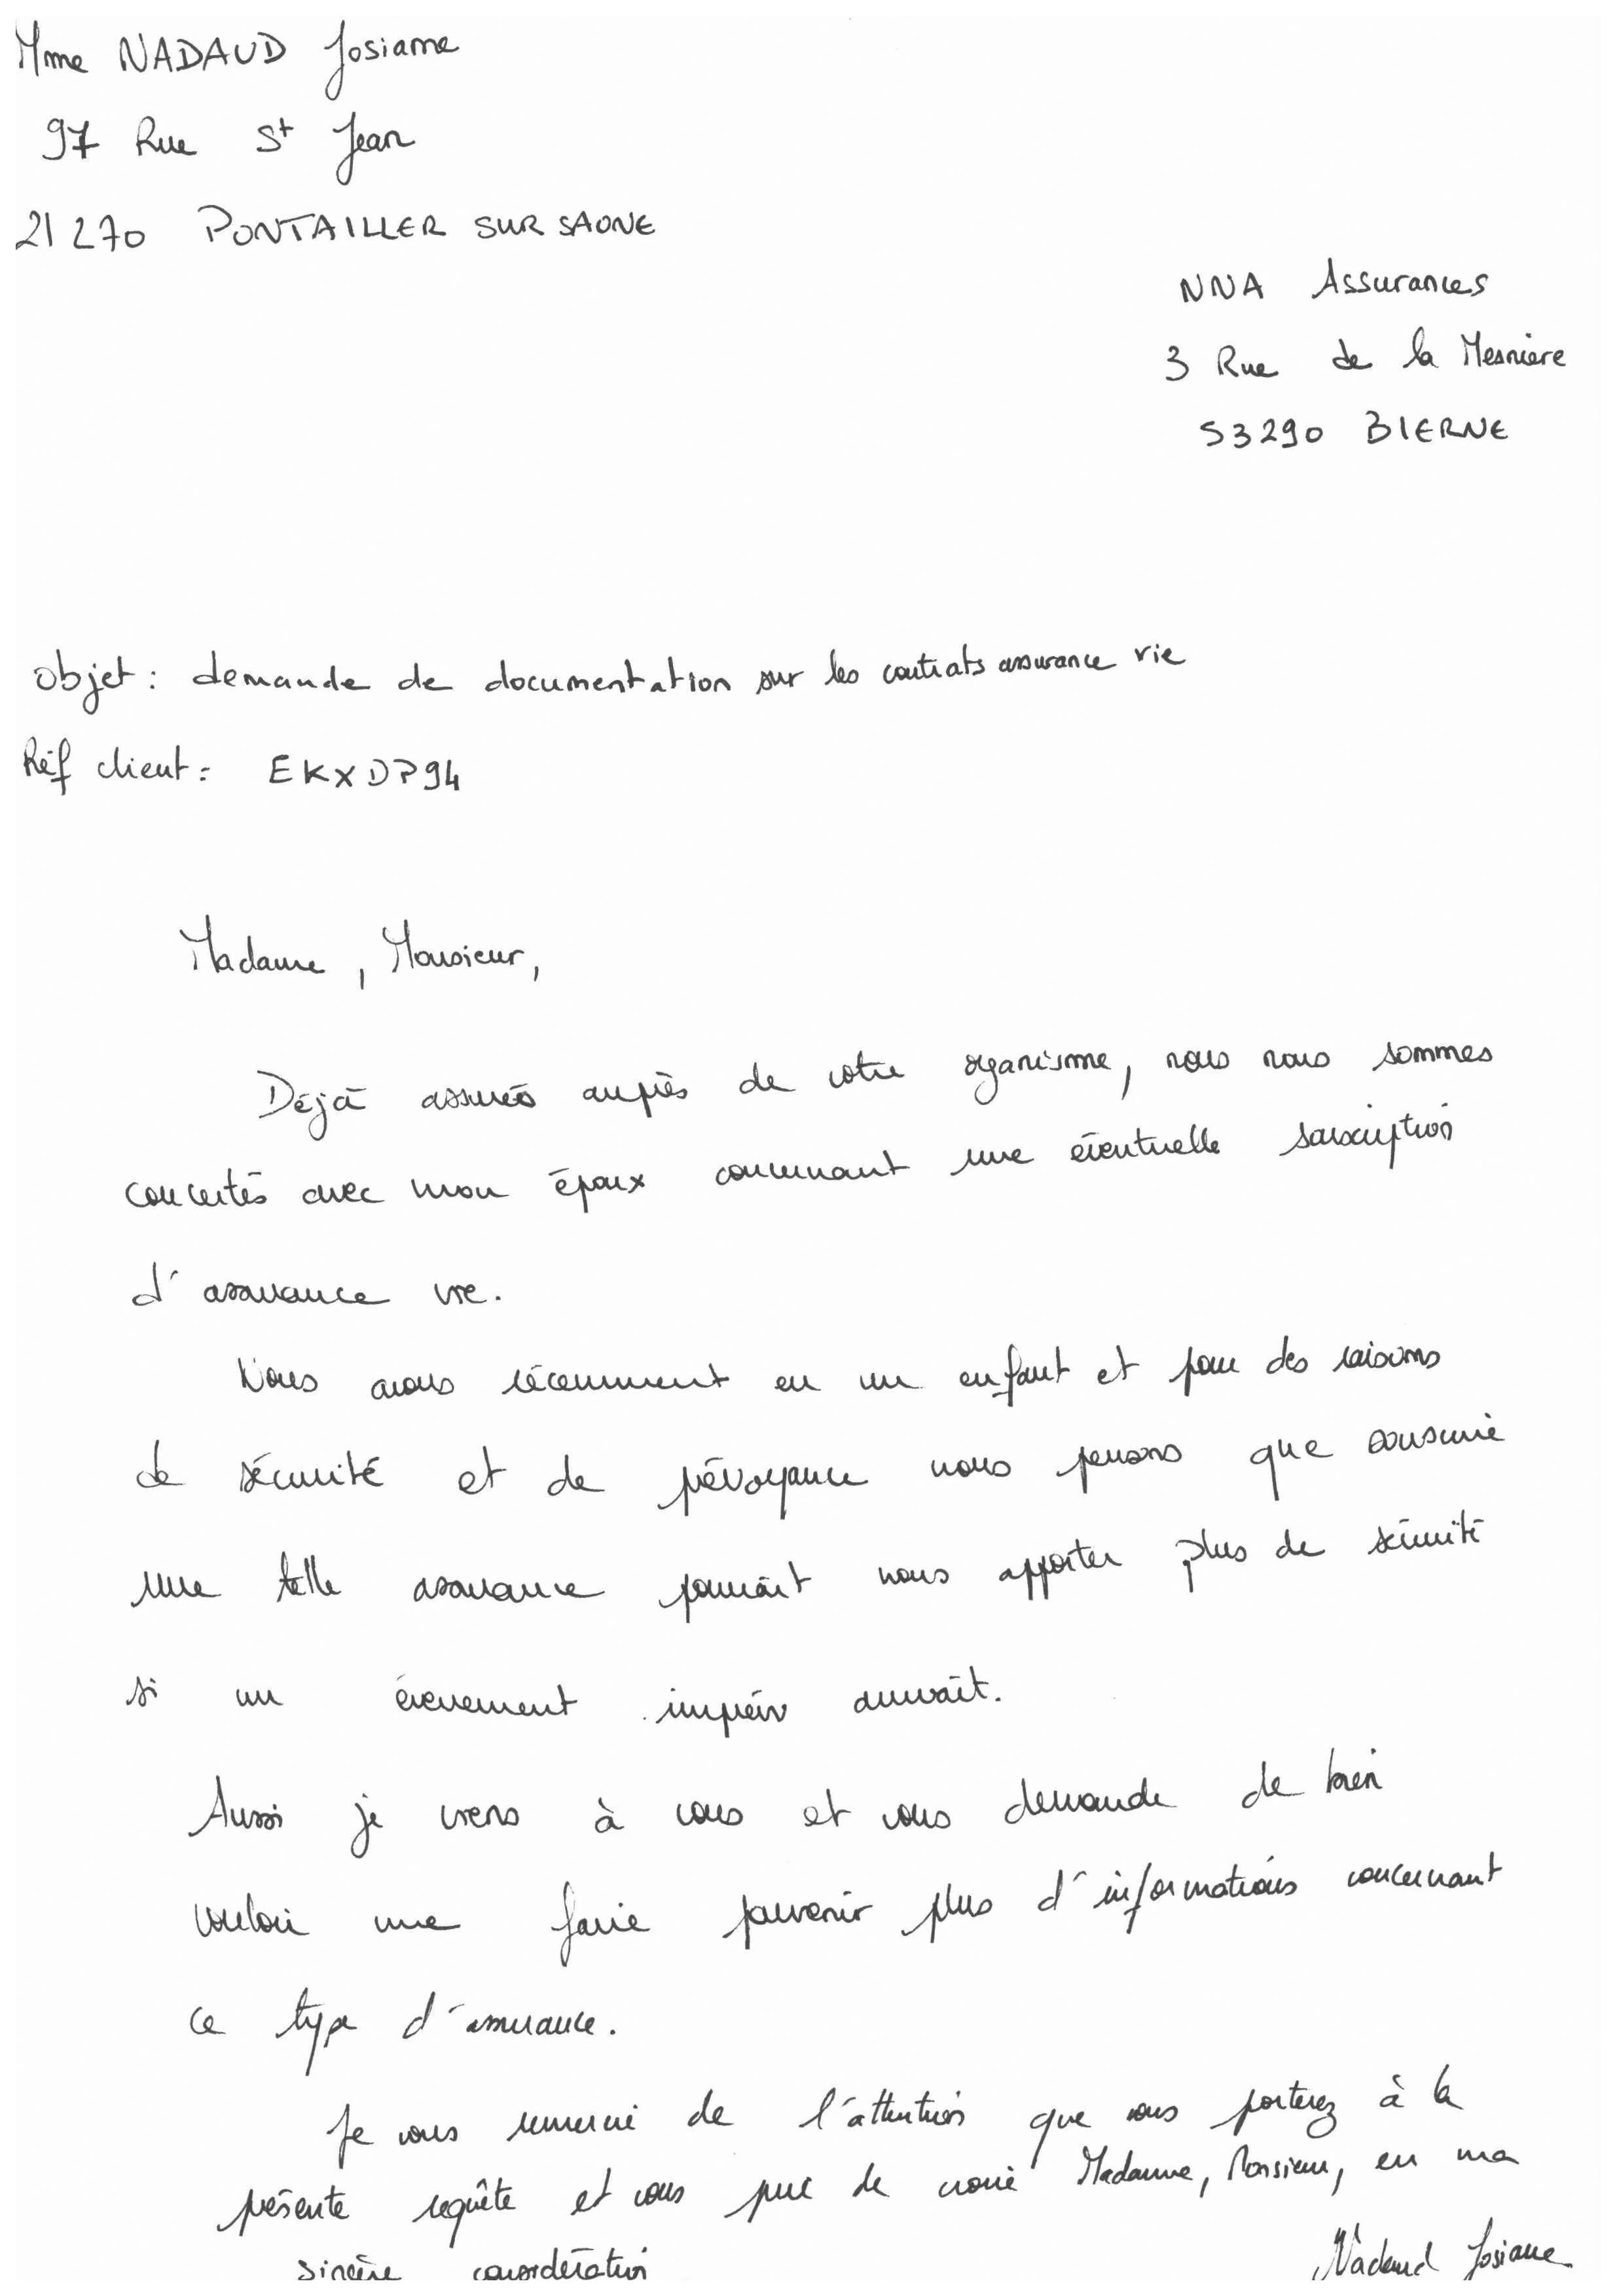 Mme NADAUD Josiane
97 Rue St Jean
21270 PONTAILLER SUR SAONE
NNA Assurances
3 Rue de la Mesniere
53290 BIERNE
Objet : demande de documentation sur les contrats assurance vie
Réf client : EKXDP94
Madame, Monsieur,
Déjà assurés auprès de votre organisme, nous nous sommes
concertés avec mon époux concernant une éventuelle souscription
d'assurance vie.
Nous avons récemment eu un enfant et pour des raisons
de sécurité et de prévoyance nous pensons que souscrire
une telle assurance pourrait nous apporter plus de sécurité
si un évenement imprévu arrivait.
Aussi je viens à vous et vous demande de bien
vouloir me faire parvenir plus d'informations concernant
ce type d'assurance.
Je vous remercie de l'attention que vous porterez à la
présente requête et vous prie de croire Madame, Monsieur, en ma
sincère considération
Nadaud Josiane